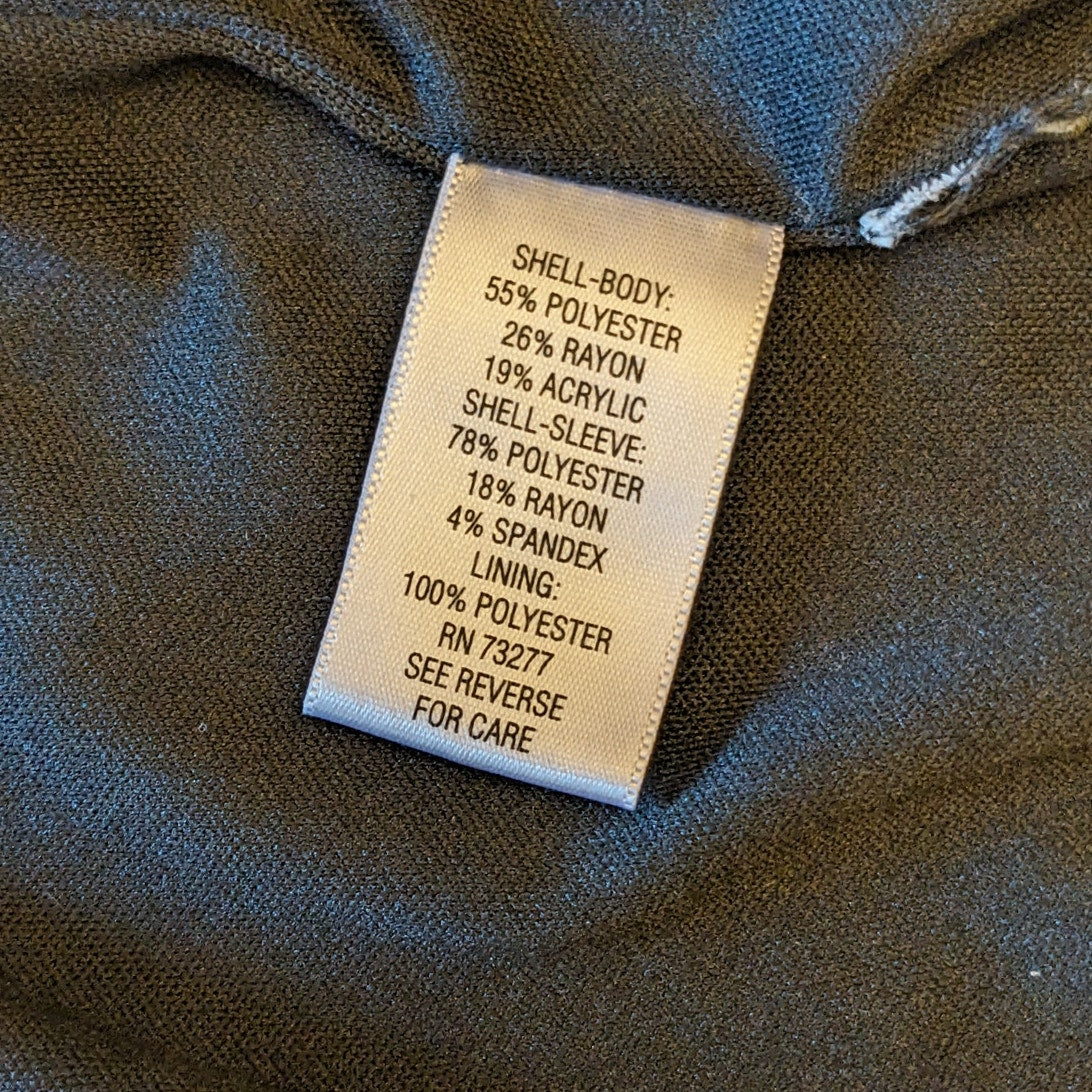 SHELL-BODY:
55% POLYESTER
26% RAYON
19% ACRYLIC
SHELL-SLEEVE:
78% POLYESTER
18% RAYON
4% SPANDEX
LINING:
100% POLYESTER
RN 73277
SEE REVERSE
FOR CARE